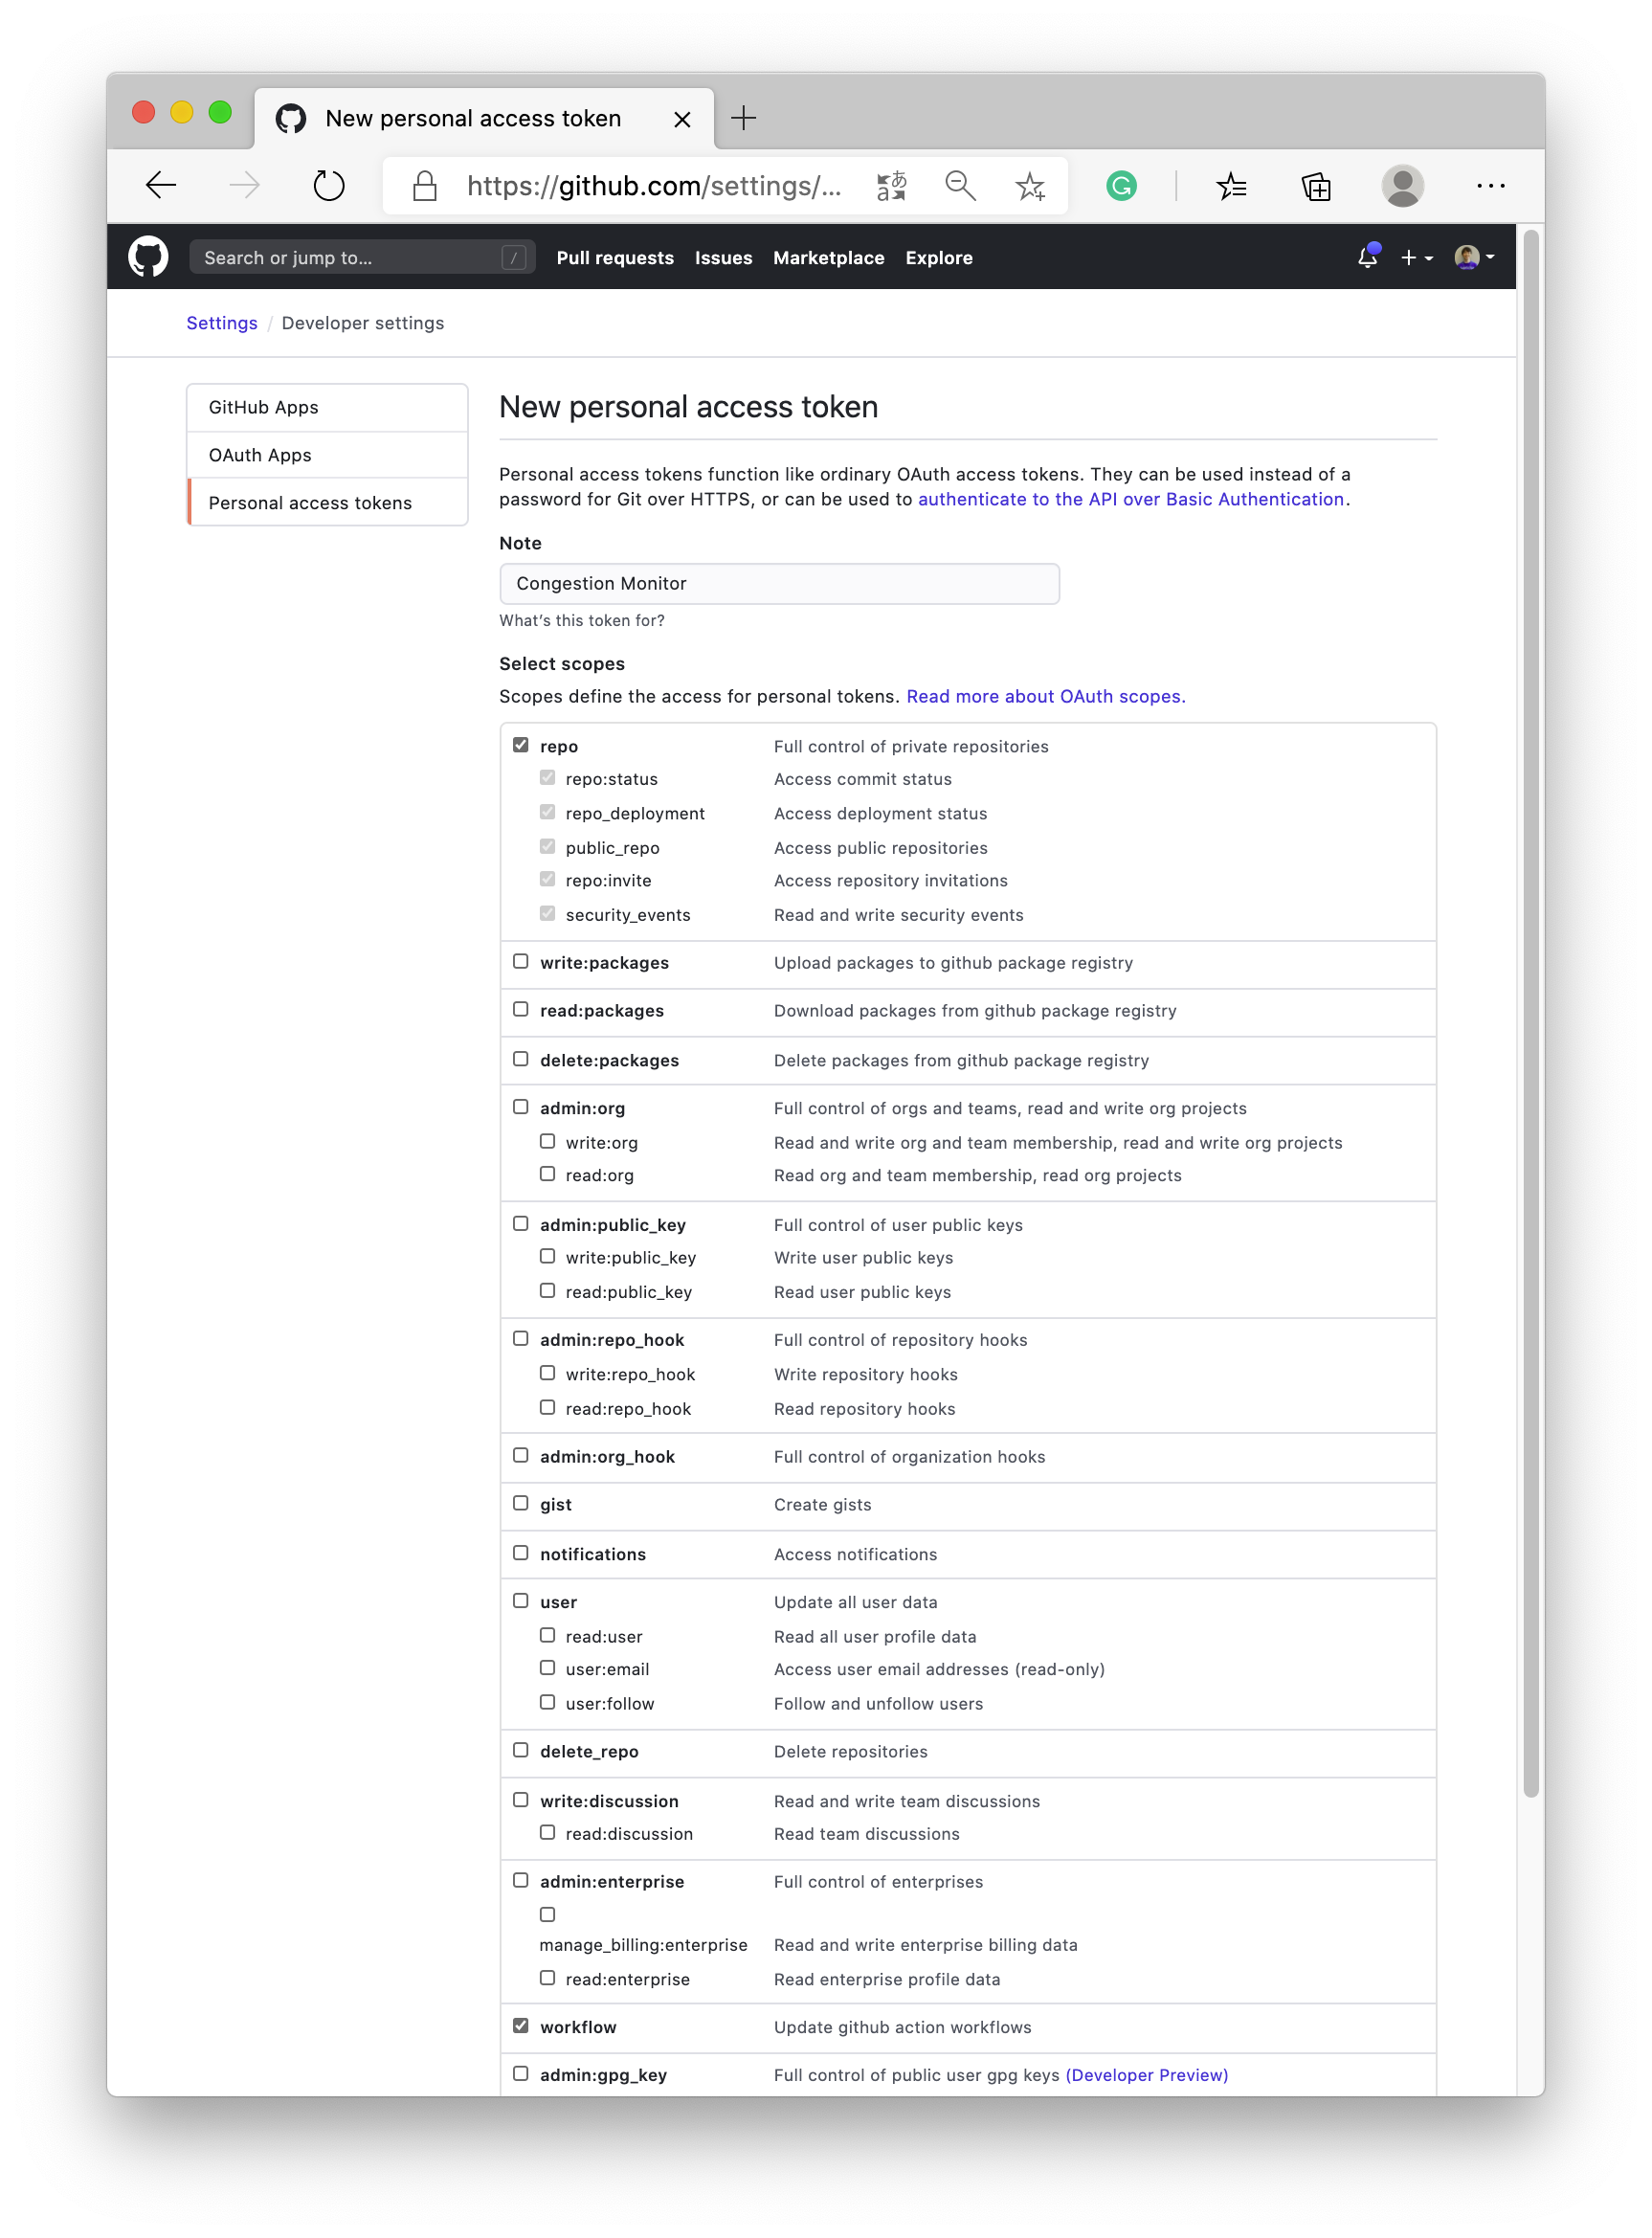 New personal access token
https://github.com/settings/...
Search or jump to...
/
Pull requests
Issues
Marketplace
Explore
Settings / Developer settings
GitHub Apps
OAuth Apps
Personal access tokens
New personal access token
Personal access tokens function like ordinary OAuth access tokens. They can be used instead of a
password for Git over HTTPS, or can be used to authenticate to the API over Basic Authentication.
Note
Congestion Monitor
What's this token for?
Select scopes
Scopes define the access for personal tokens. Read more about OAuth scopes.
repo Full control of private repositories
repo:status Access commit status
repo_deployment Access deployment status
public_repo Access public repositories
repo:invite Access repository invitations
security_events Read and write security events
write:packages Upload packages to github package registry
read:packages Download packages from github package registry
delete:packages Delete packages from github package registry
admin:org Full control of orgs and teams, read and write org projects
write:org Read and write org and team membership, read and write org projects
read:org Read org and team membership, read org projects
admin:public_key Full control of user public keys
write:public_key Write user public keys
read:public_key Read user public keys
admin:repo_hook Full control of repository hooks
write:repo_hook Write repository hooks
read:repo_hook Read repository hooks
admin:org_hook Full control of organization hooks
gist Create gists
notifications Access notifications
user Update all user data
read:user Read all user profile data
user:email Access user email addresses (read-only)
user:follow Follow and unfollow users
delete_repo Delete repositories
write:discussion Read and write team discussions
read:discussion Read team discussions
admin:enterprise Full control of enterprises
manage_billing:enterprise Read and write enterprise billing data
read:enterprise Read enterprise profile data
workflow Update github action workflows
admin:gpg_key Full control of public user gpg keys (Developer Preview)